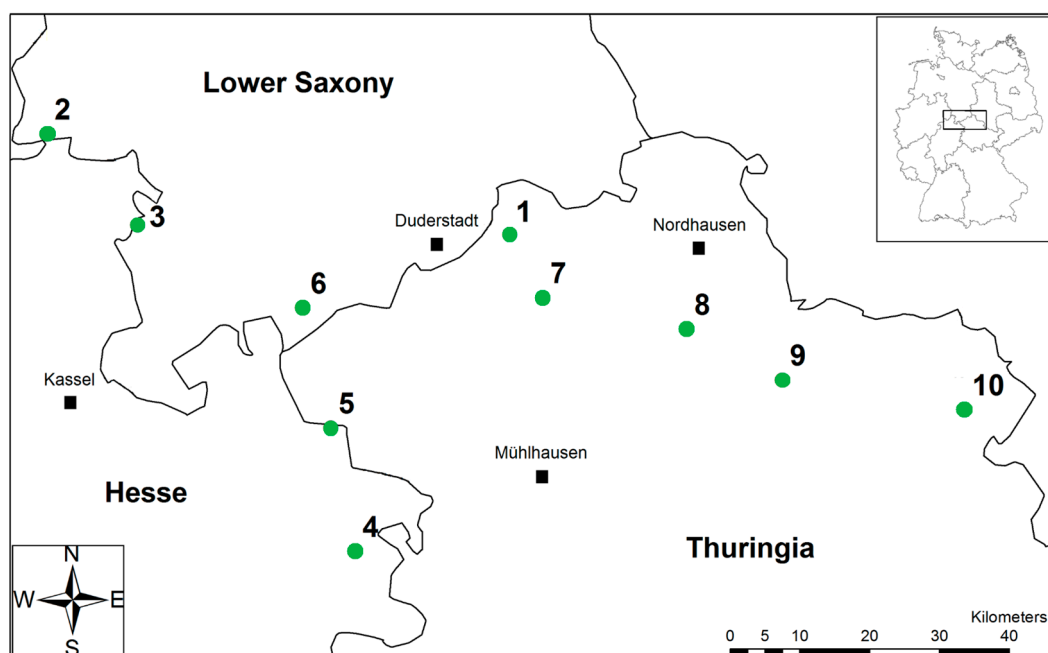 Lower Saxony
2
3
Duderstadt
1
Nordhausen
7
6
8
Kassel
9
10
5
Mühlhausen
Hesse
4
Thuringia
N
W E
S
Kilometers
0 5 10 20 30 40